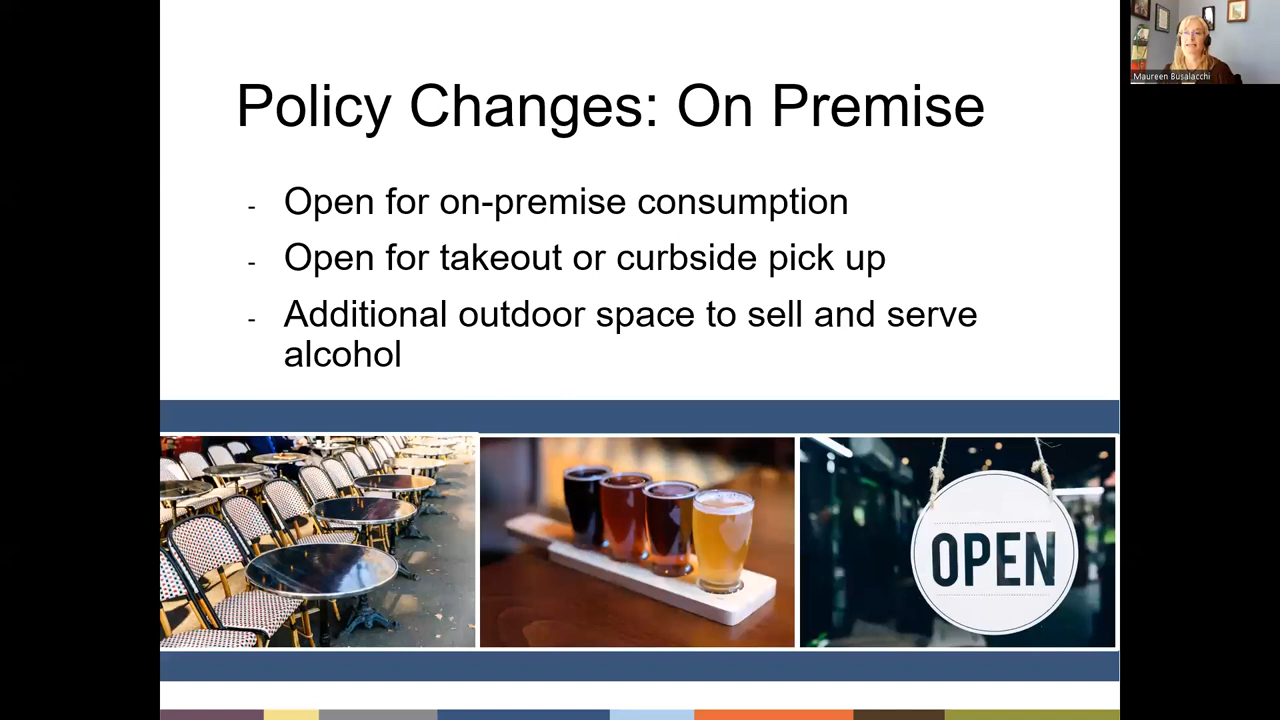 Policy Changes: On Premise
- Open for on-premise consumption
- Open for takeout or curbside pick up
- Additional outdoor space to sell and serve
alcohol
OPEN
Maureen Busalacchi